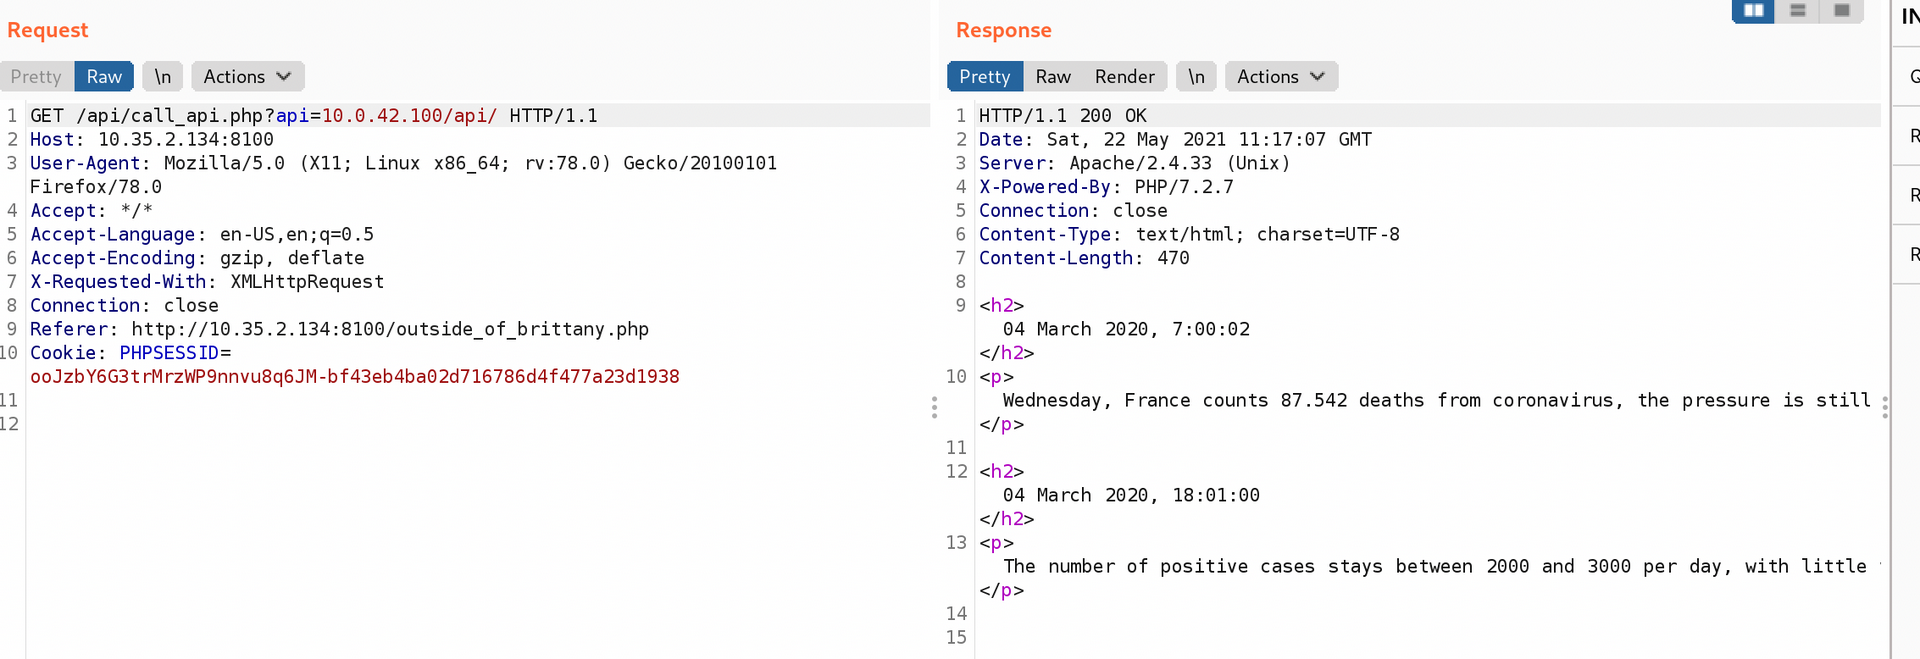 Request
Pretty Raw \n Actions
1 GET /api/call_api.php?api=10.0.42.100/api/ HTTP/1.1
2 Host: 10.35.2.134:8100
3 User-Agent: Mozilla/5.0 (X11; Linux x86_64; rv:78.0) Gecko/20100101
Firefox/78.0
4 Accept: */*
5 Accept-Language: en-US,en;q=0.5
6 Accept-Encoding: gzip, deflate
7 X-Requested-With: XMLHttpRequest
8 Connection: close
9 Referer: http://10.35.2.134:8100/outside_of_brittany.php
10 Cookie: PHPSESSID=
ooJzbY6G3trMrzWP9nnvu8q6JM-bf43eb4ba02d716786d4f477a23d1938
11
12
Response
Pretty Raw Render \n Actions
1 HTTP/1.1 200 OK
2 Date: Sat, 22 May 2021 11:17:07 GMT
3 Server: Apache/2.4.33 (Unix)
4 X-Powered-By: PHP/7.2.7
5 Connection: close
6 Content-Type: text/html; charset=UTF-8
7 Content-Length: 470
8
9 <h2>
04 March 2020, 7:00:02
</h2>
10 <p>
Wednesday, France counts 87.542 deaths from coronavirus, the pressure is still
</p>
11
12 <h2>
04 March 2020, 18:01:00
</h2>
13 <p>
The number of positive cases stays between 2000 and 3000 per day, with little
</p>
14
15
IN
Q
R
R
R